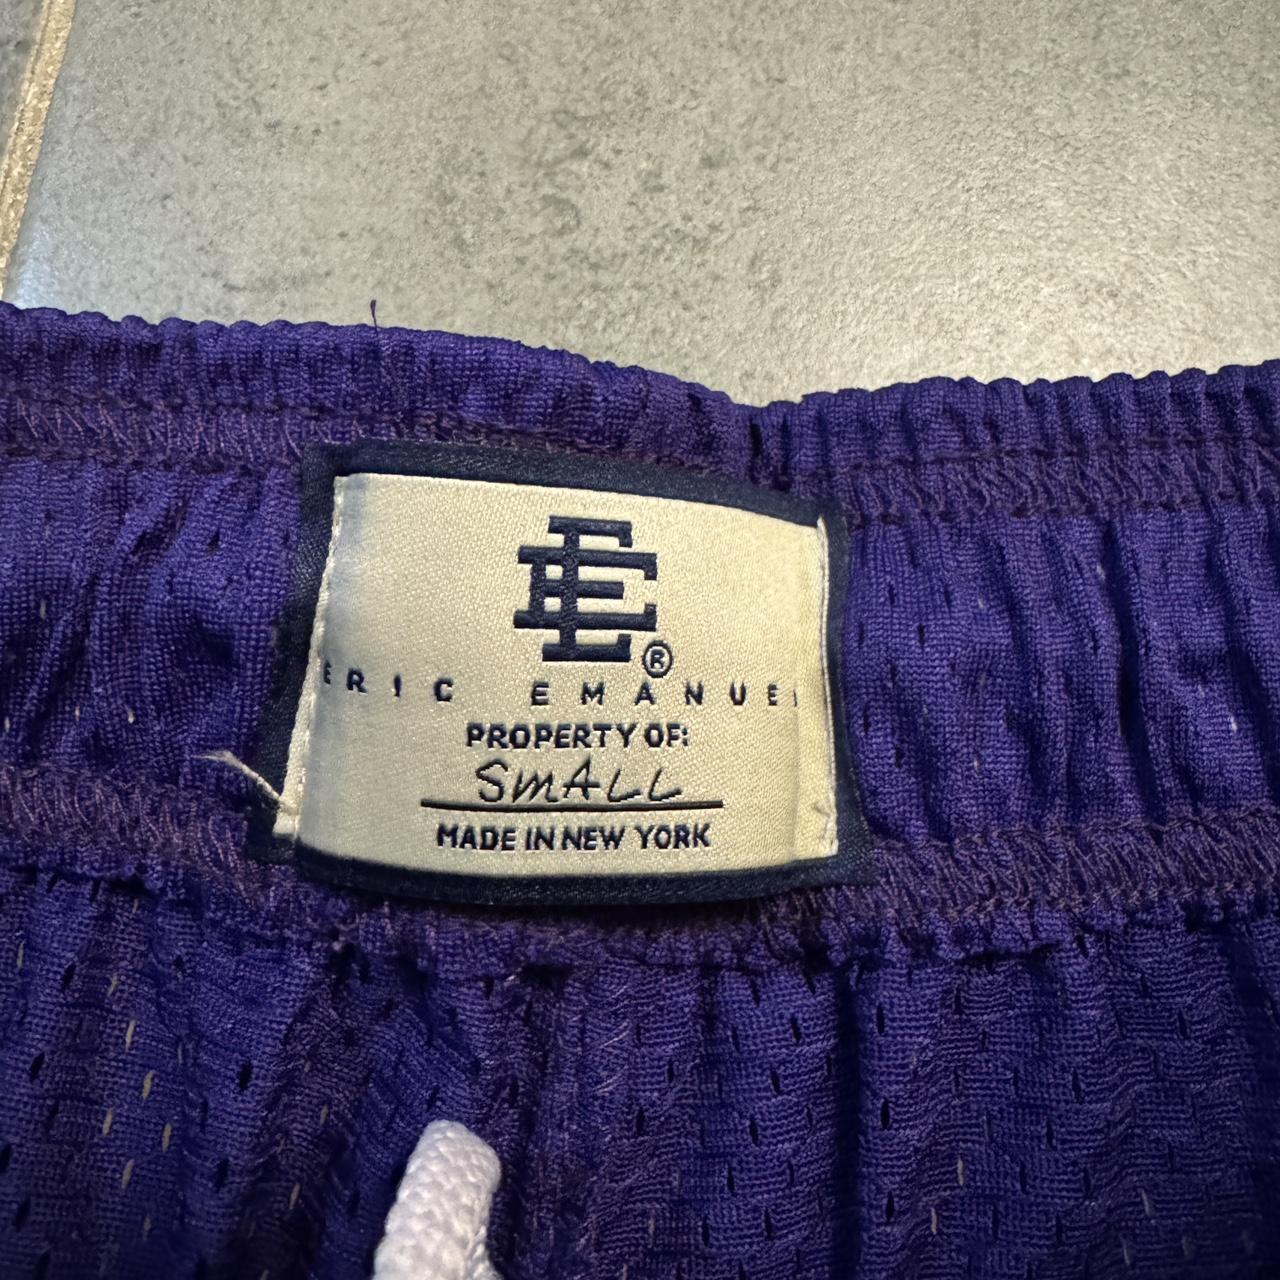 EE®
ERIC EMANUEL
PROPERTY OF:
SMALL
MADE IN NEW YORK